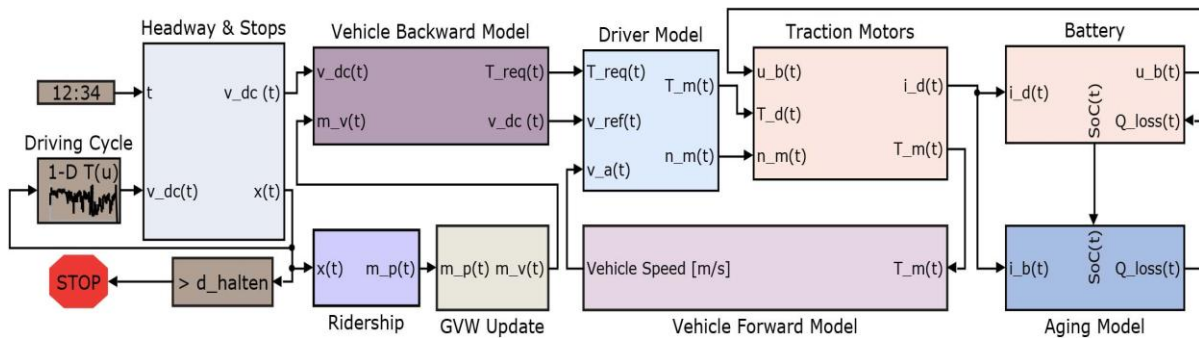 Headway & Stops
12:34
t
v_dc (t)
v_dc(t)
x(t)
Driving Cycle
1-D T(u)
STOP
> d_halten
Vehicle Backward Model
v_dc(t)
T_req(t)
m_v(t)
v_dc (t)
x(t)
m_p(t)
Ridership
m_p(t)
m_v(t)
GVW Update
Driver Model
T_req(t)
T_m(t)
v_ref(t)
n_m(t)
v_a(t)
Traction Motors
u_b(t)
i_d(t)
T_d(t)
T_m(t)
n_m(t)
Vehicle Speed [m/s]
T_m(t)
Vehicle Forward Model
Battery
u_b(t)
i_d(t)
SoC(t)
Q_loss(t)
SoC(t)
i_b(t)
Q_loss(t)
Aging Model